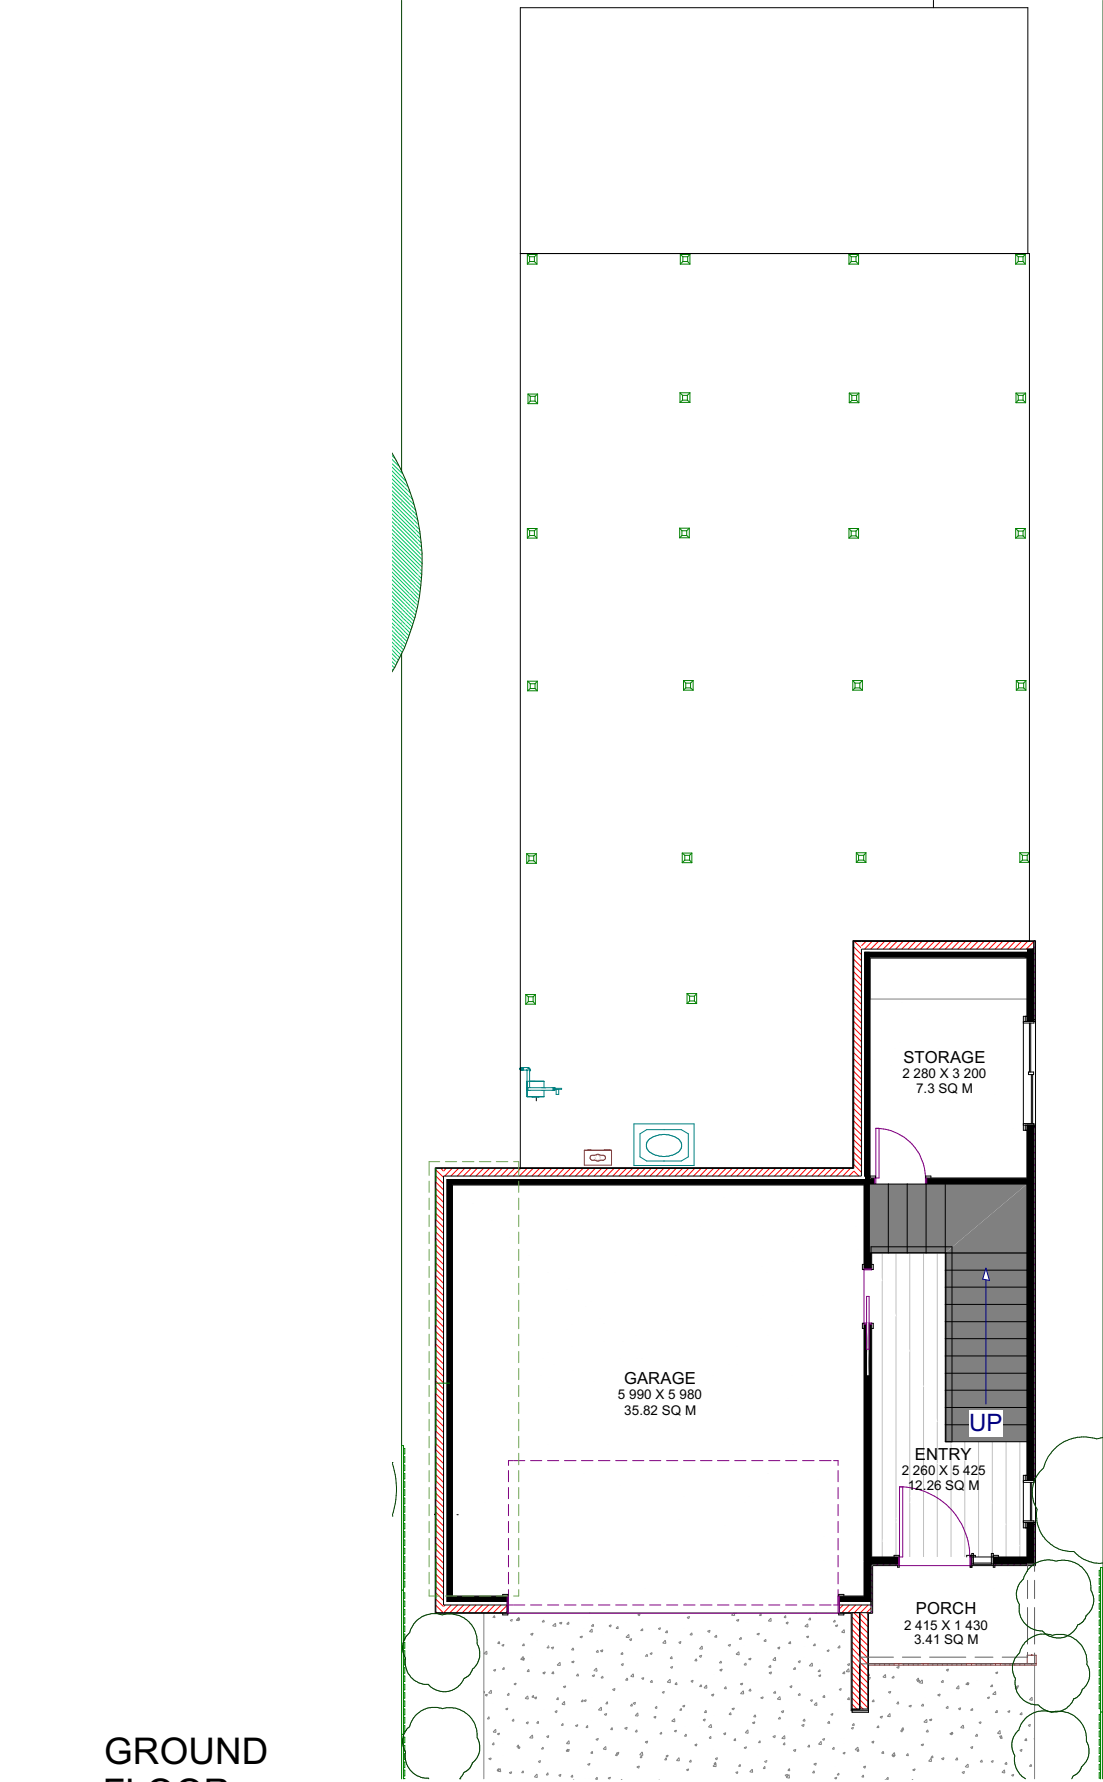 STORAGE
2 280 X 3 200
7.3 SQ M
GARAGE
5 990 X 5 980
35.82 SQ M
UP
ENTRY
2 260 X 5 425
12.26 SQ M
PORCH
2 415 X 1 430
3.41 SQ M
GROUND
FLOOR